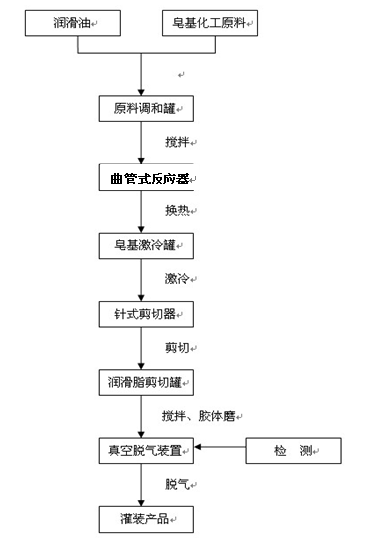 润滑油
皂基化工原料
原料调和罐
搅拌
曲管式反应器
换热
皂基激冷罐
激冷
针式剪切器
剪切
润滑脂剪切罐
搅拌、胶体磨
真空脱气装置
检 测
脱气
灌装产品